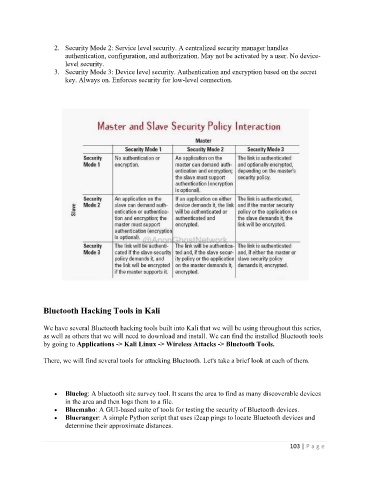 2. Security Mode 2: Service level security. A centralized security manager handles
authentication, configuration, and authorization. May not be activated by a user. No device-
level security.
3. Security Mode 3: Device level security. Authentication and encryption based on the secret
key. Always on. Enforces security for low-level connection.
Master and Slave Security Policy Interaction
Master
Security Mode 1 Security Mode 2 Security Mode 3
Slave
Security
Mode 1
No authentication or
encryption.
An application on the
master can demand auth-
entication and encryption;
the slave must support
authentication (encryption
is optional).
The link is authenticated
and optionally encrypted,
depending on the master's
security policy.
Security
Mode 2
An application on the
slave can demand auth-
entication or authentica-
tion and encryption; the
master must support
authentication (encryption
is optional).
If an application on either
device demands it, the link
will be authenticated or
authenticated and
encrypted.
The link is authenticated,
and if the master security
policy or the application on
the slave demands it, the
link will be encrypted.
Security
Mode 3
The link will be authenti-
cated if the slave security
policy demands it, and
the link will be encrypted
if the master supports it.
The link will be authentica-
ted and, if the slave secur-
ity policy or the application
on the master demands it,
encrypted.
The link is authenticated
and, if either the master or
slave security policy
demands it, encrypted.
Bluetooth Hacking Tools in Kali
We have several Bluetooth hacking tools built into Kali that we will be using throughout this series,
as well as others that we will need to download and install. We can find the installed Bluetooth tools
by going to Applications -> Kali Linux -> Wireless Attacks -> Bluetooth Tools.
There, we will find several tools for attacking Bluetooth. Let's take a brief look at each of them.
• Bluelog: A bluetooth site survey tool. It scans the area to find as many discoverable devices
in the area and then logs them to a file.
• Bluemaho: A GUI-based suite of tools for testing the security of Bluetooth devices.
• Blueranger: A simple Python script that uses i2cap pings to locate Bluetooth devices and
determine their approximate distances.
103 | Page